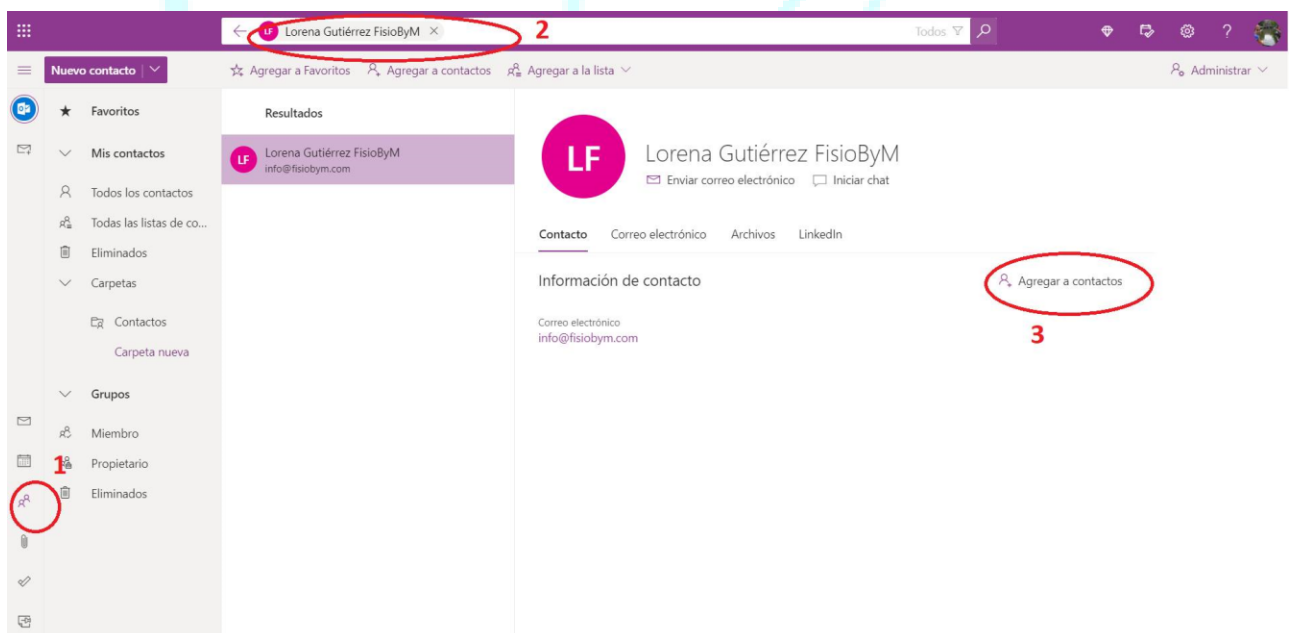 LF Lorena Gutiérrez FisioByM × 2 Todos
Nuevo contacto Agregar a Favoritos Agregar a contactos Agregar a la lista Administrar
Favoritos
Mis contactos
Todos los contactos
Todas las listas de co...
Eliminados
Carpetas
Contactos
Carpeta nueva
Grupos
Miembro
1 Propietario
Eliminados
Resultados
LF Lorena Gutiérrez FisioByM
info@fisiobym.com
LF Lorena Gutiérrez FisioByM
Enviar correo electrónico Iniciar chat
Contacto Correo electrónico Archivos LinkedIn
Información de contacto Agregar a contactos
3
Correo electrónico
info@fisiobym.com